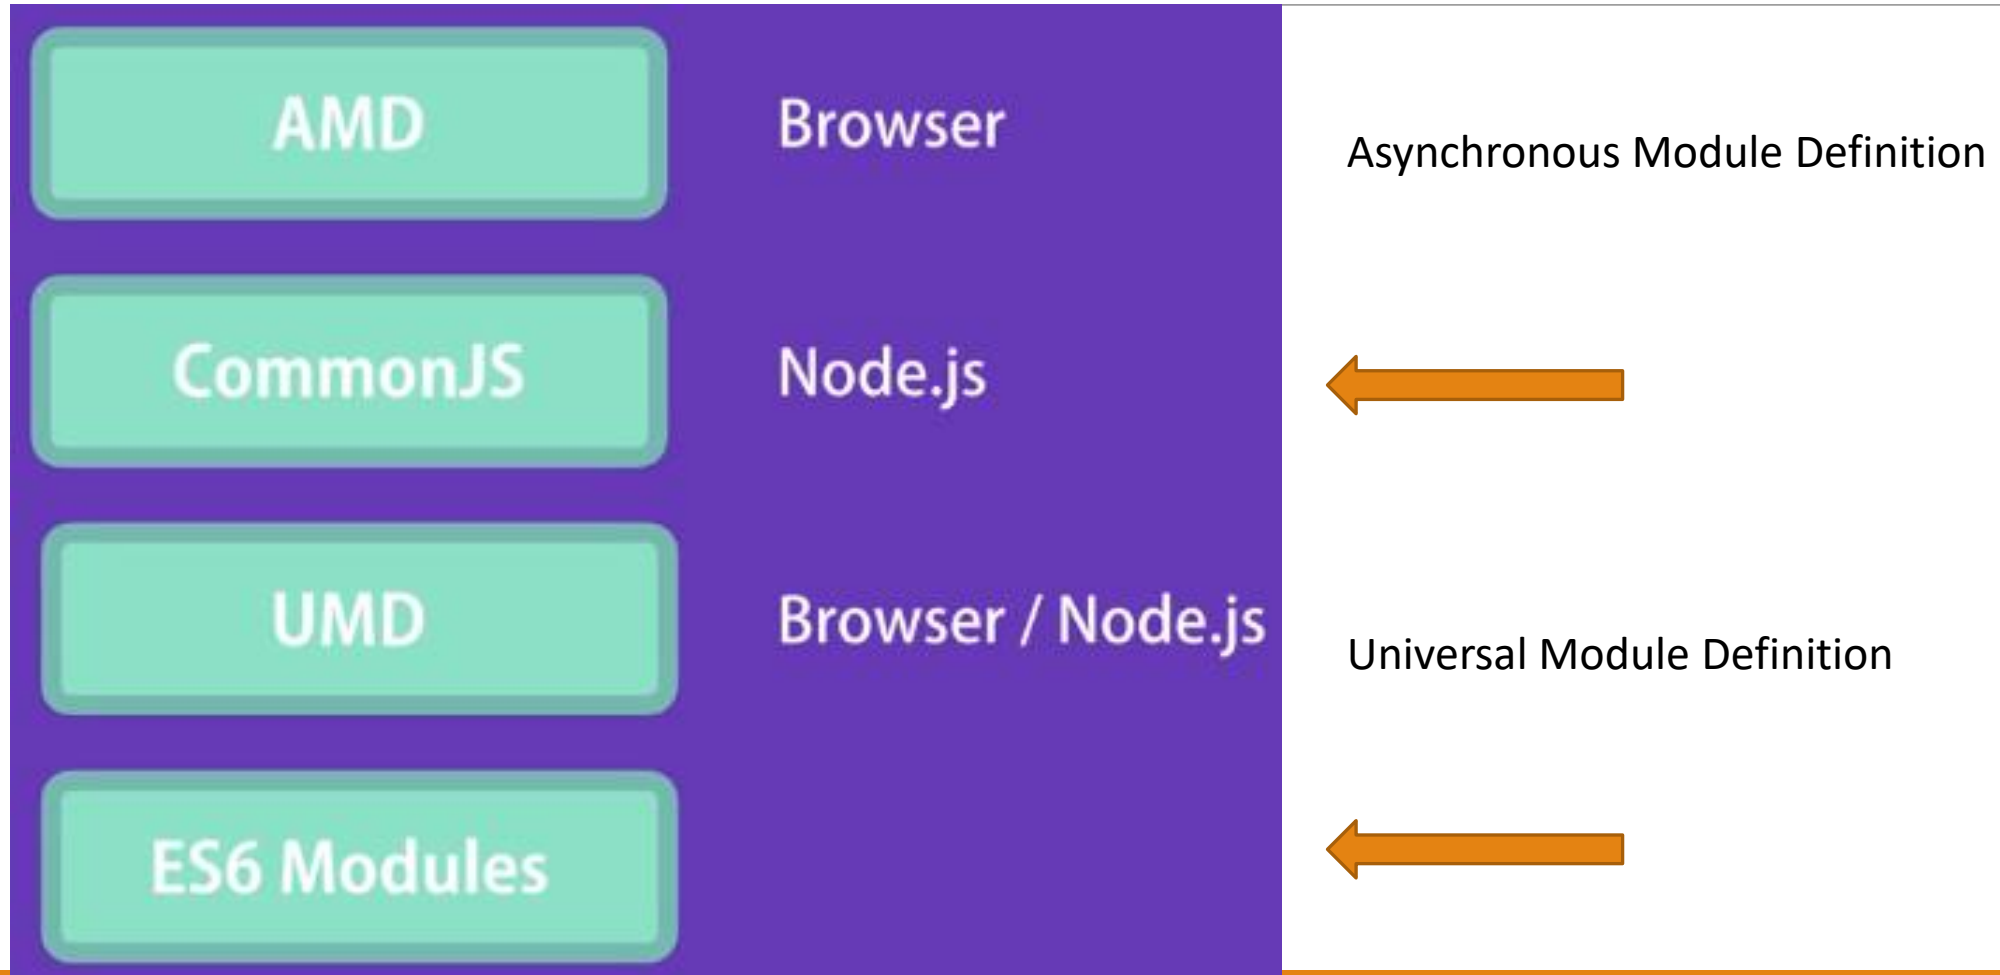 AMD
Browser
Asynchronous Module Definition
CommonJS
Node.js
UMD
Browser / Node.js
Universal Module Definition
ES6 Modules